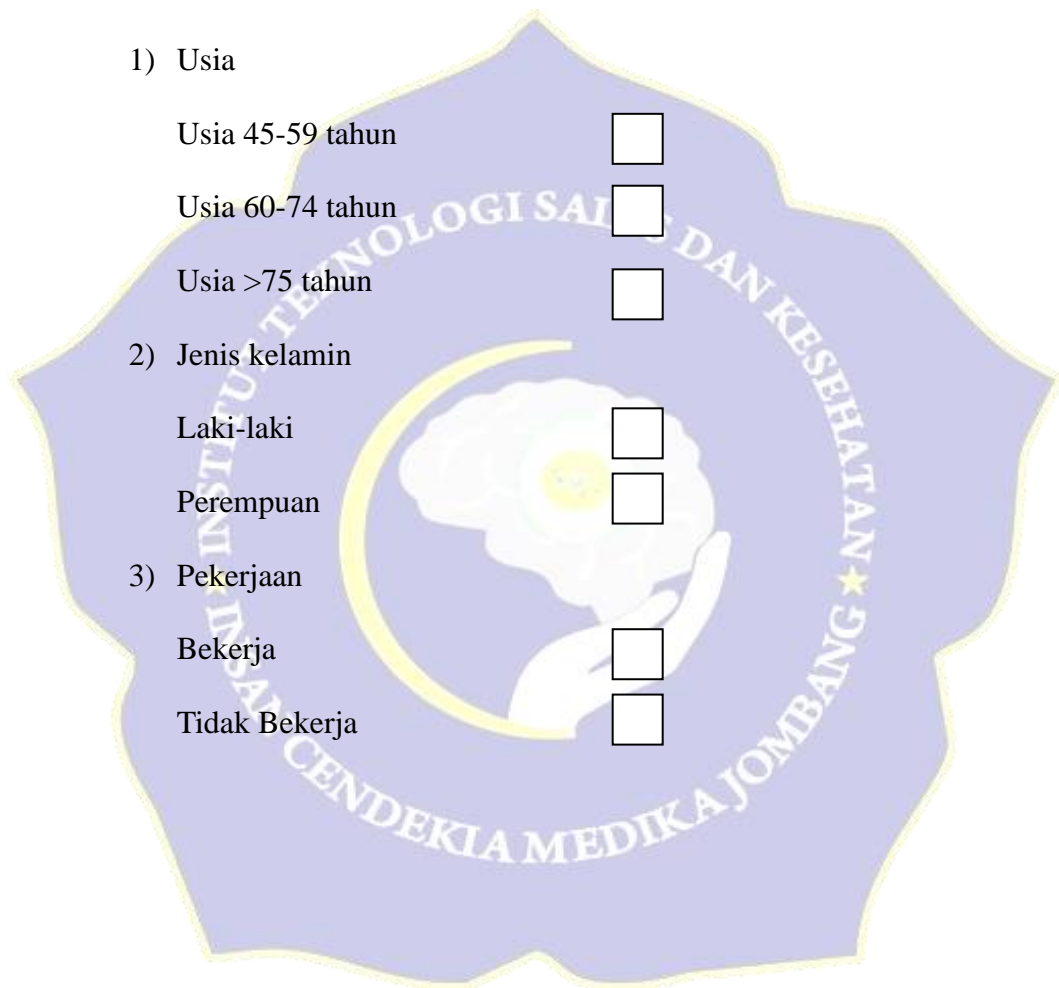 1) Usia
Usia 45-59 tahun
Usia 60-74 tahun
Usia >75 tahun
2) Jenis kelamin
Laki-laki
Perempuan
3) Pekerjaan
Bekerja
Tidak Bekerja
INSTITUT TEKNOLOGI SAINS DAN KESEHATAN
INSAN CENDEKIA MEDIKA JOMBANG